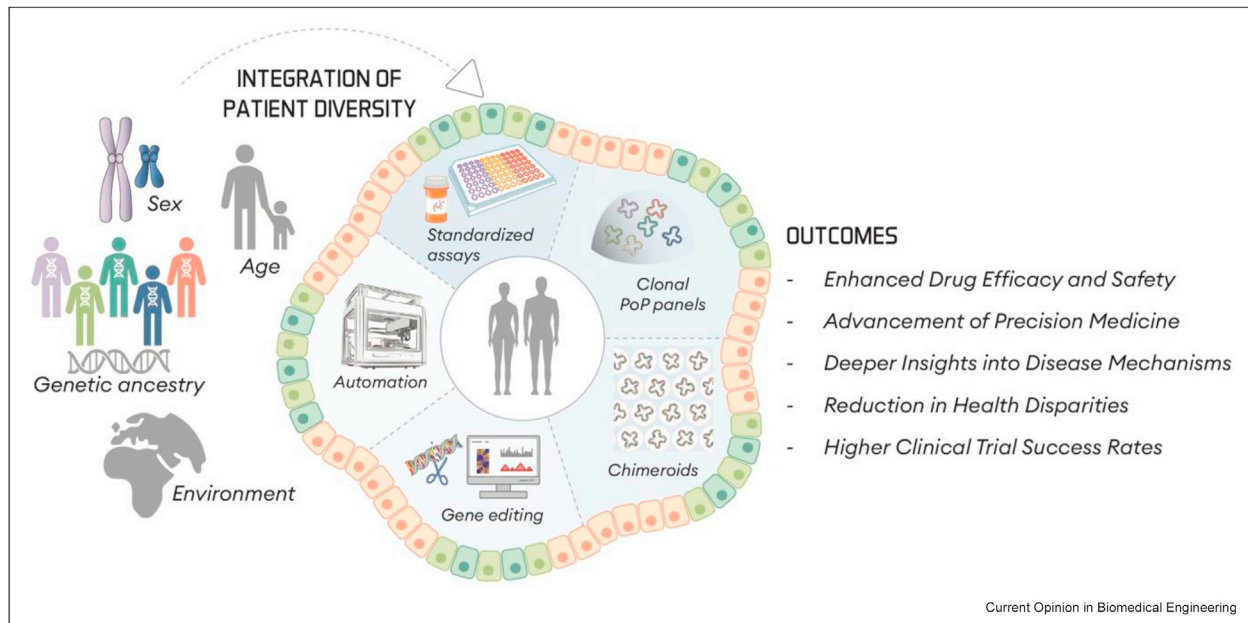 INTEGRATION OF
PATIENT DIVERSITY
Sex
Age
Genetic ancestry
Environment
Standardized
assays
Clonal
PoP panels
Automation
Gene editing
Chimeroids
OUTCOMES
- Enhanced Drug Efficacy and Safety
- Advancement of Precision Medicine
- Deeper Insights into Disease Mechanisms
- Reduction in Health Disparities
- Higher Clinical Trial Success Rates
Current Opinion in Biomedical Engineering